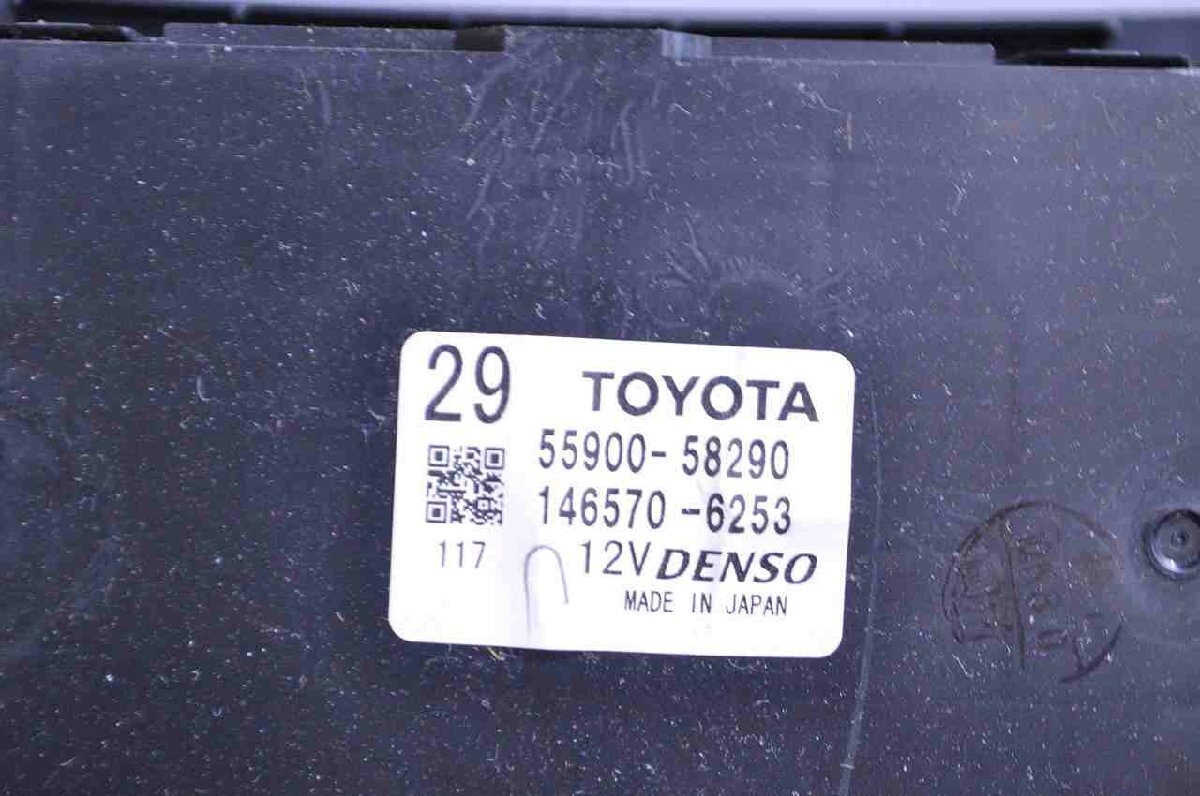 29 TOYOTA
55900-58290
146570-6253
117 12V DENSO
MADE IN JAPAN